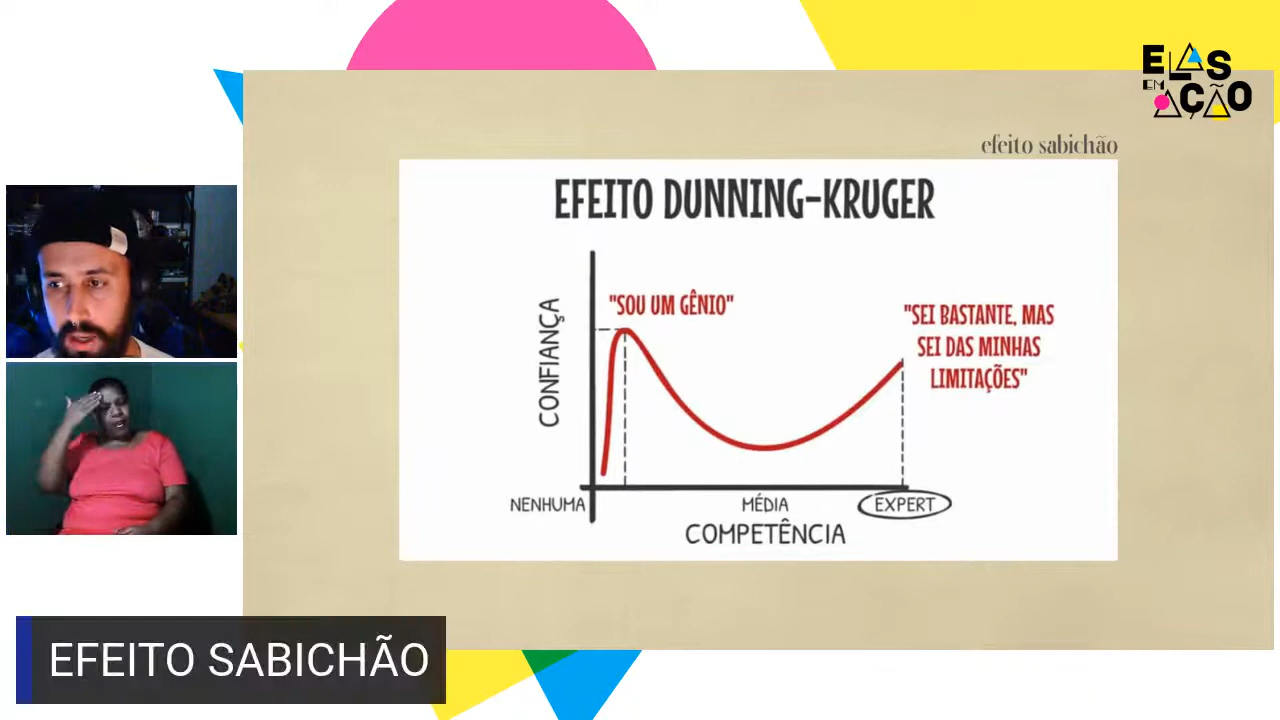 ELAS
EM
AÇÃO
efeito sabichão
EFEITO DUNNING-KRUGER
"SOU UM GÊNIO"
"SEI BASTANTE, MAS
SEI DAS MINHAS
LIMITAÇÕES"
CONFIANÇA
NENHUMA
MÉDIA
EXPERT
COMPETÊNCIA
EFEITO SABICHÃO